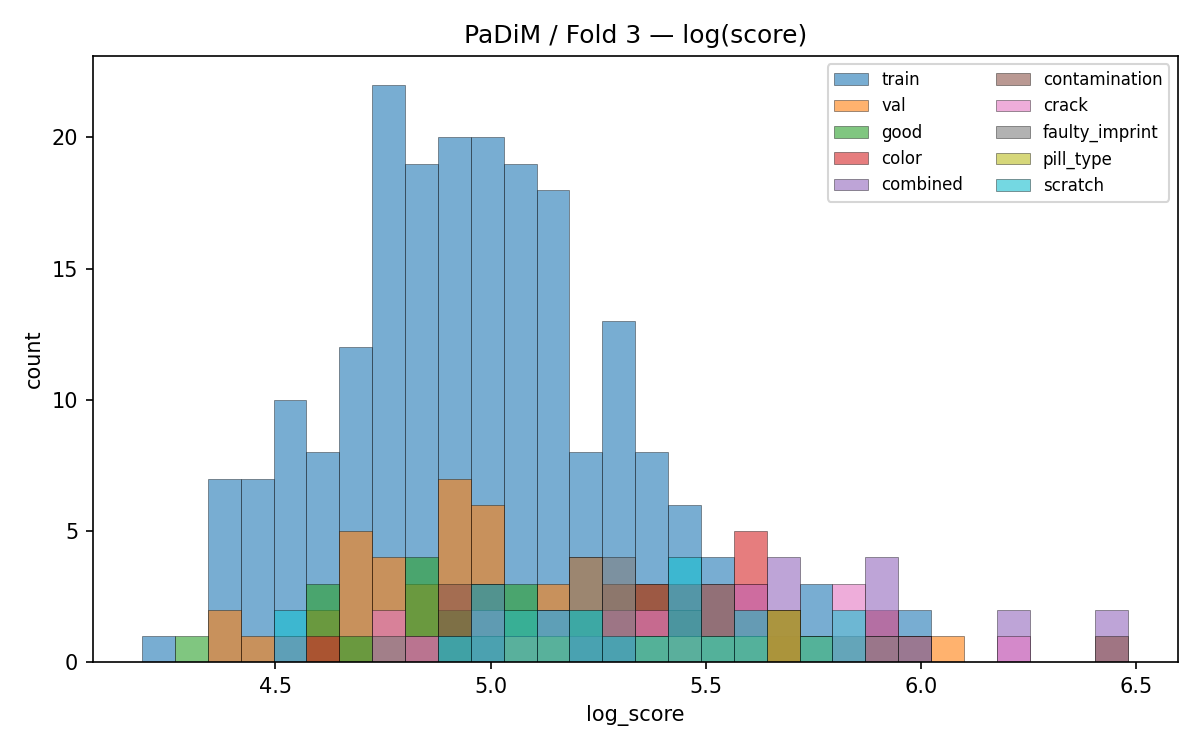 PaDiM / Fold 3 — log(score)
train
val
good
color
combined
contamination
crack
faulty_imprint
pill_type
scratch
count
20
15
10
5
0
4.5
5.0
5.5
6.0
6.5
log_score